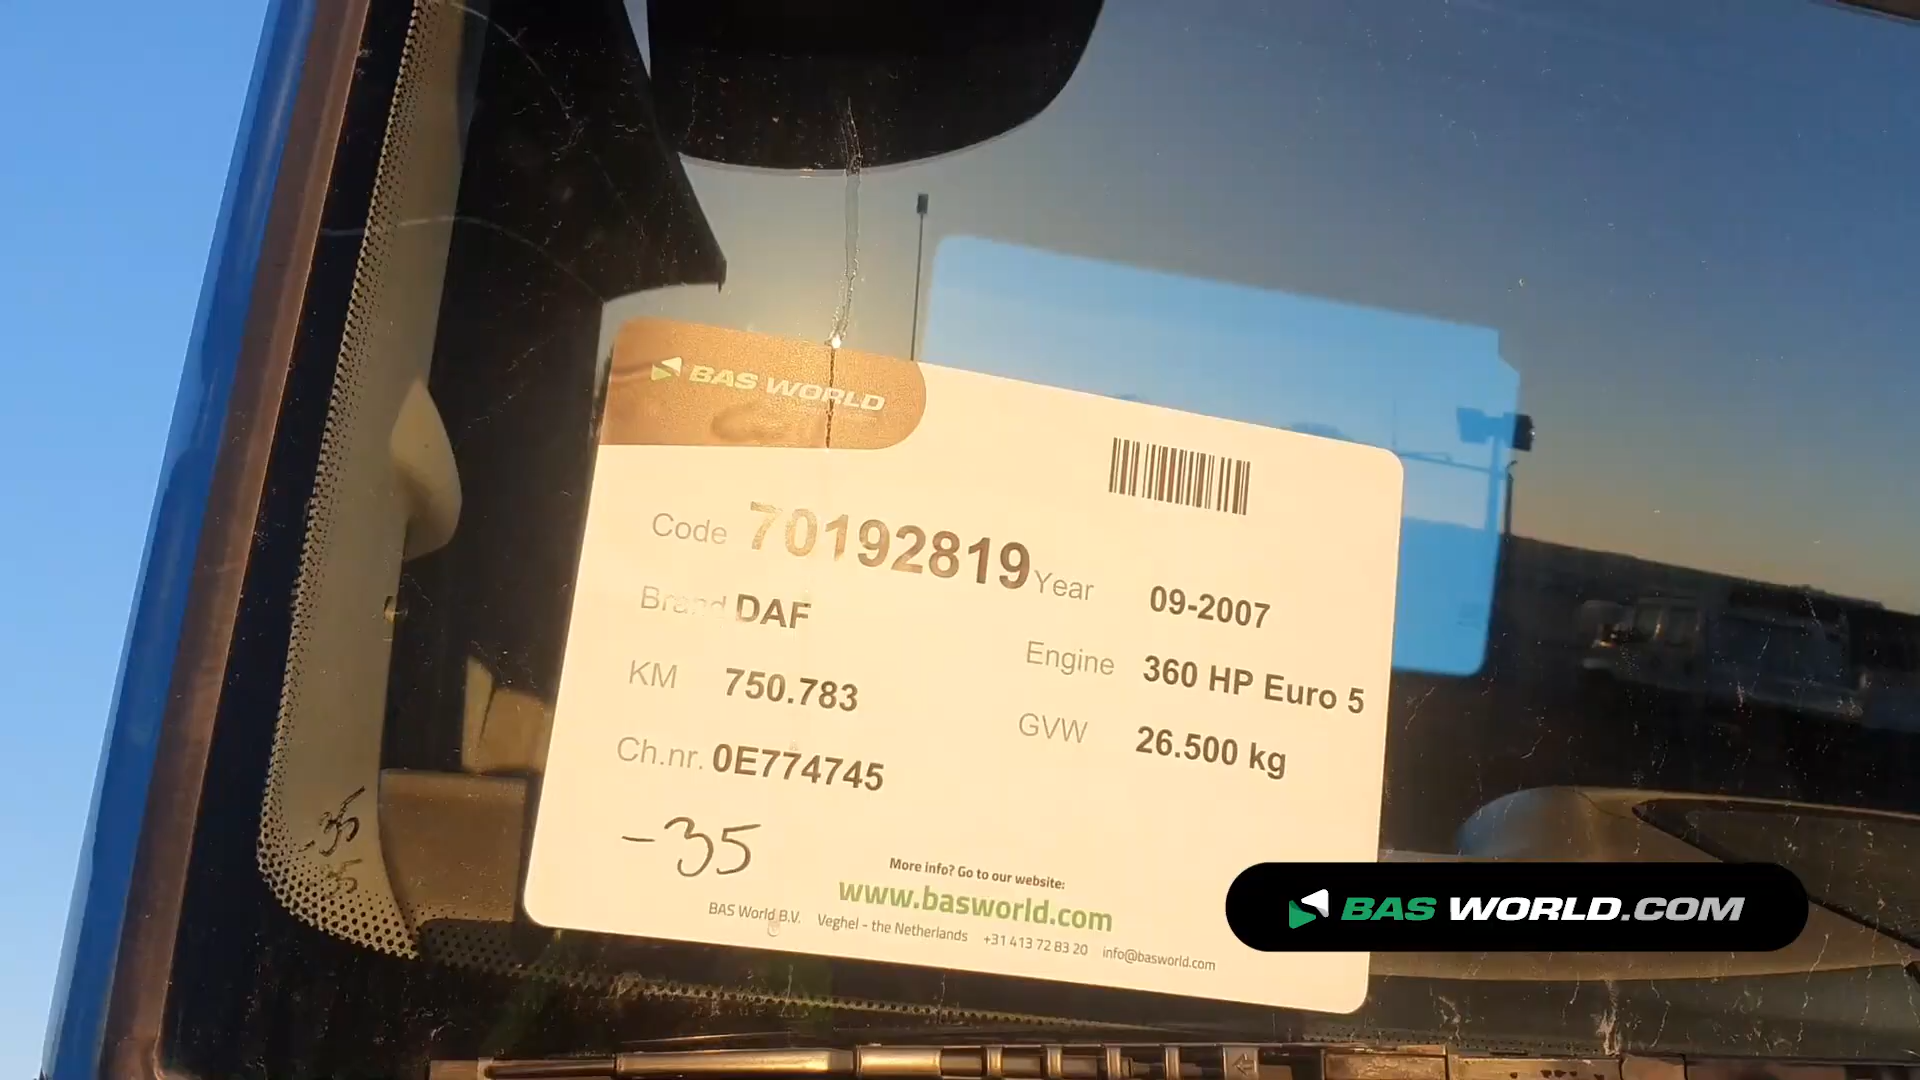 BAS WORLD
Code 70192819
Year 09-2007
Brand DAF
Engine 360 HP Euro 5
KM 750.783
GVW 26.500 kg
Ch.nr. 0E774745
-35
-35
35
More info? Go to our website:
www.basworld.com
BAS World B.V. Veghel - the Netherlands +31 413 72 83 20 info@basworld.com
BAS WORLD.COM